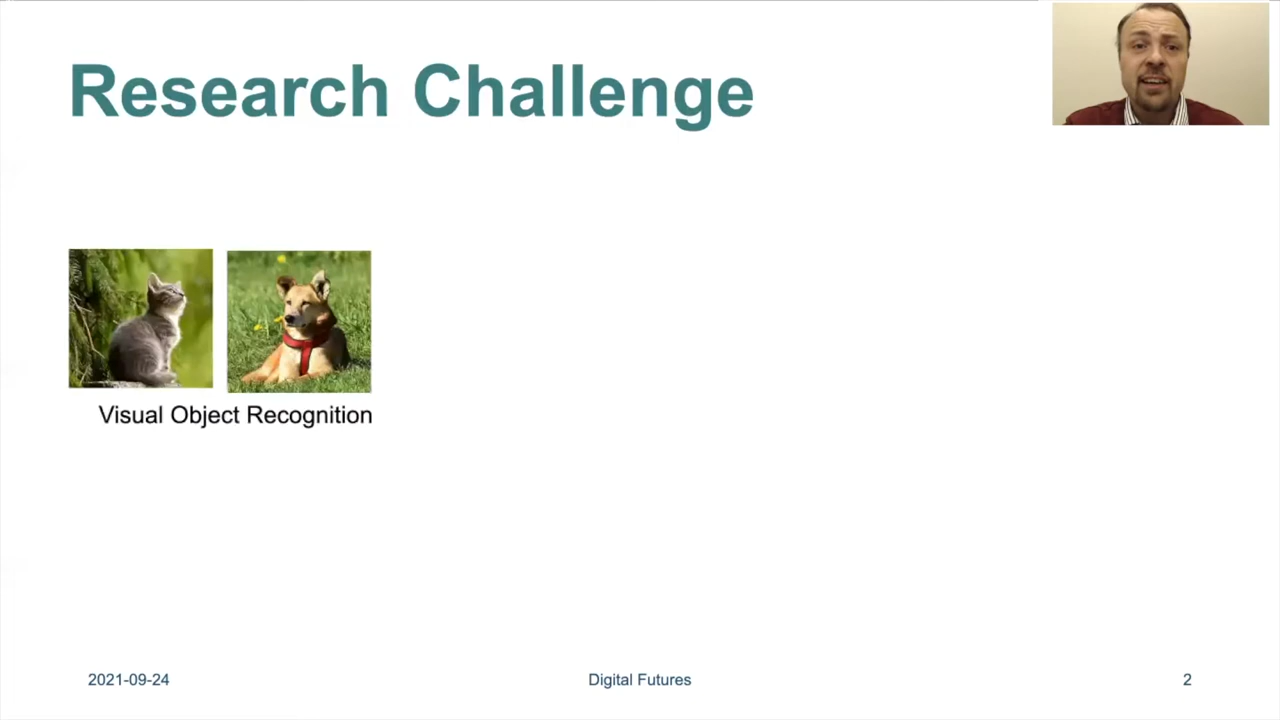 Research Challenge
Visual Object Recognition
2021-09-24
Digital Futures
2